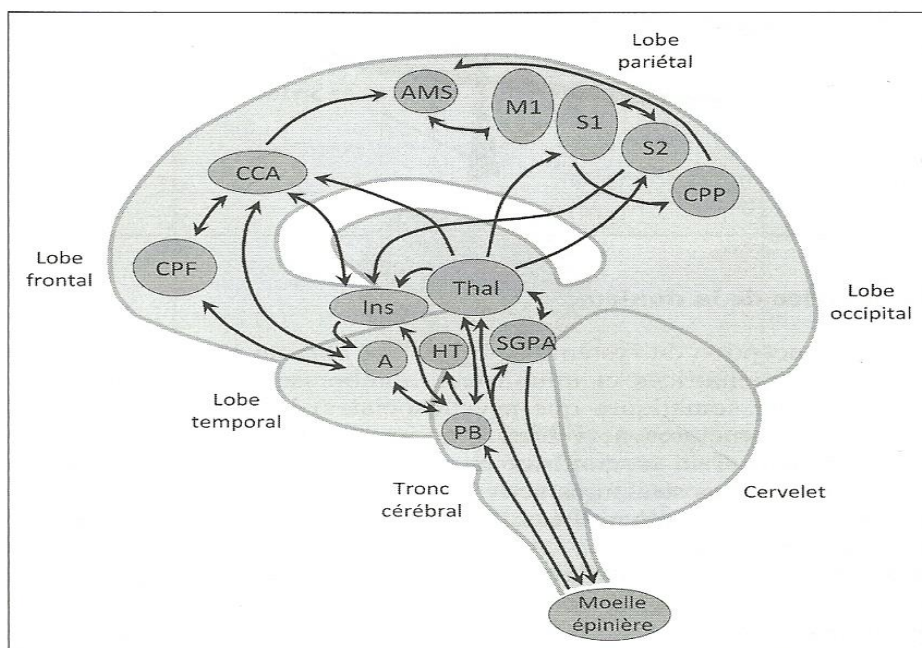 Lobe
pariétal
AMS
M1
S1
S2
CCA
CPP
Lobe
frontal
CPF
Thal
Ins
Lobe
occipital
SGPA
HT
A
Lobe
temporal
PB
Tronc
cérébral
Cervelet
Moelle
épinière